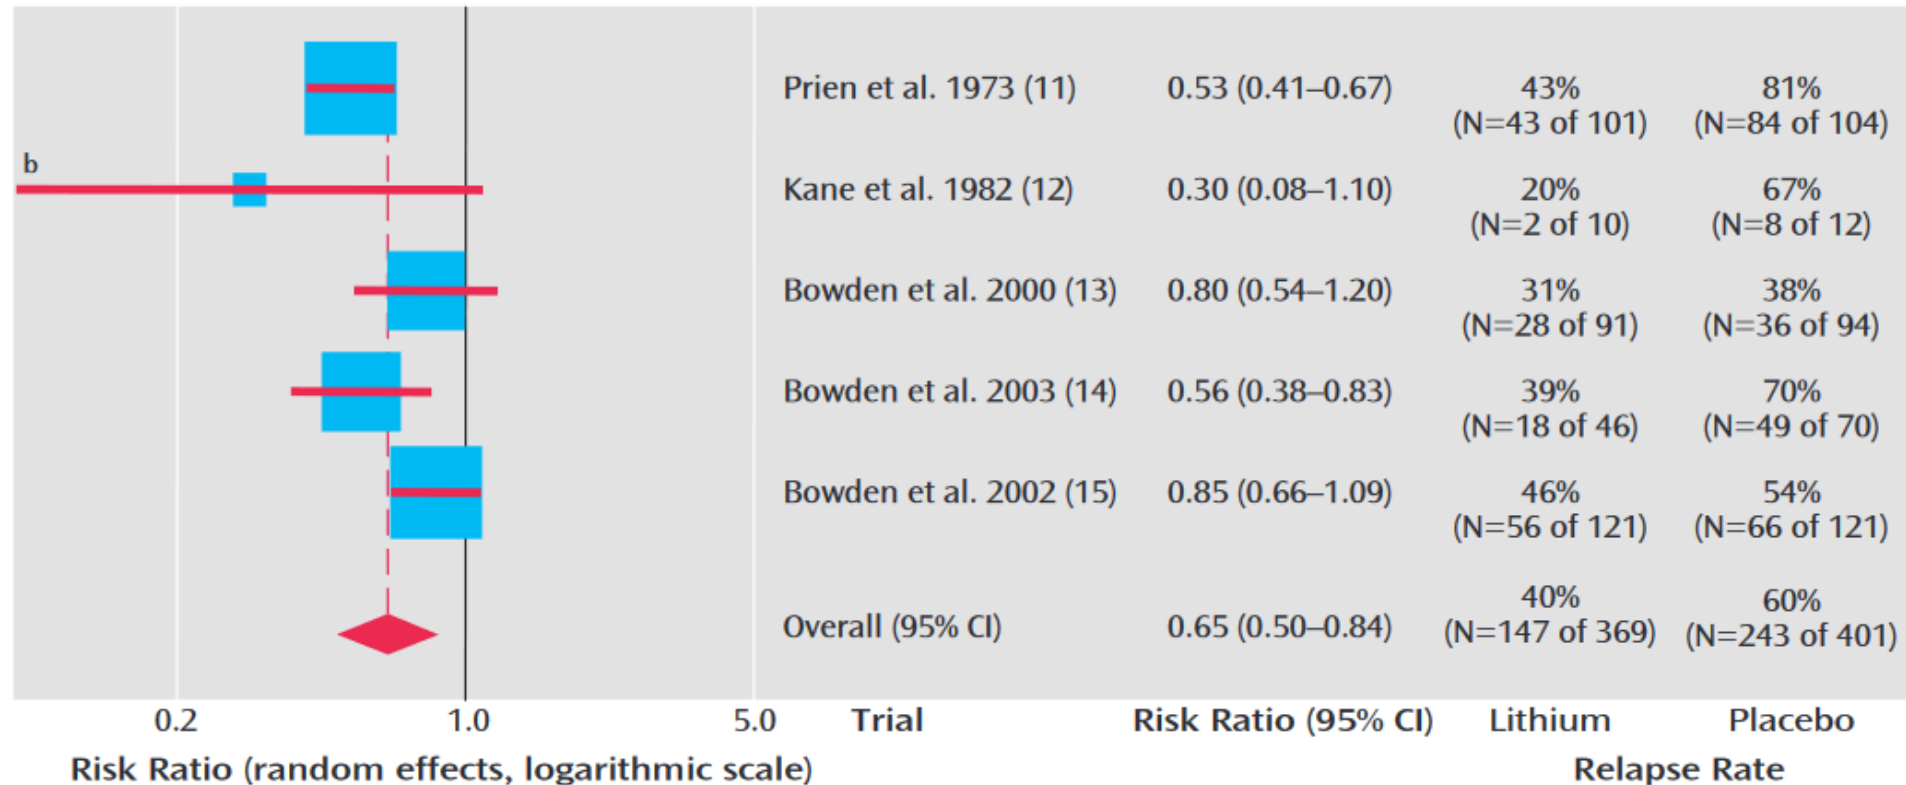 Prien et al. 1973 (11) 0.53 (0.41–0.67) 43% 81%
(N=43 of 101) (N=84 of 104)
b
Kane et al. 1982 (12) 0.30 (0.08–1.10) 20% 67%
(N=2 of 10) (N=8 of 12)
Bowden et al. 2000 (13) 0.80 (0.54–1.20) 31% 38%
(N=28 of 91) (N=36 of 94)
Bowden et al. 2003 (14) 0.56 (0.38–0.83) 39% 70%
(N=18 of 46) (N=49 of 70)
Bowden et al. 2002 (15) 0.85 (0.66–1.09) 46% 54%
(N=56 of 121) (N=66 of 121)
40% 60%
Overall (95% CI) 0.65 (0.50–0.84) (N=147 of 369) (N=243 of 401)
0.2 1.0 5.0 Trial Risk Ratio (95% CI) Lithium Placebo
Risk Ratio (random effects, logarithmic scale) Relapse Rate